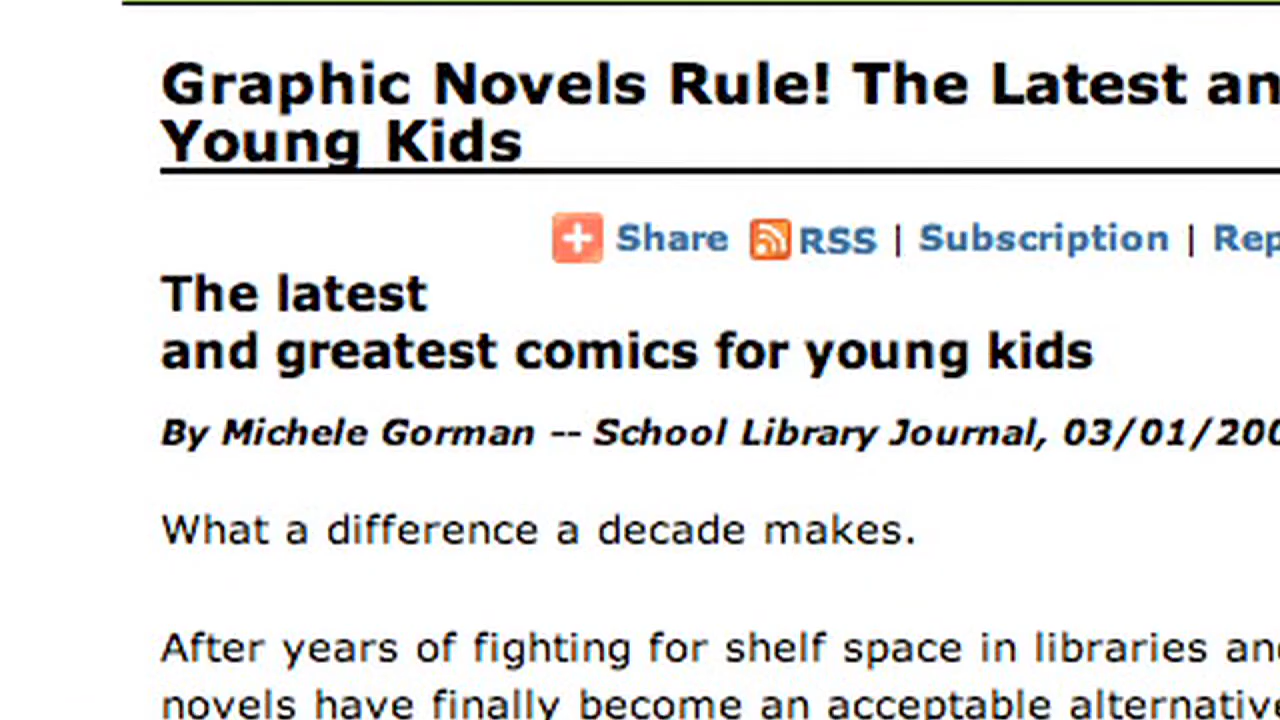 Graphic Novels Rule! The Latest an
Young Kids
Share RSS | Subscription | Rep
The latest
and greatest comics for young kids
By Michele Gorman -- School Library Journal, 03/01/200
What a difference a decade makes.
After years of fighting for shelf space in libraries and
novels have finally become an acceptable alternative